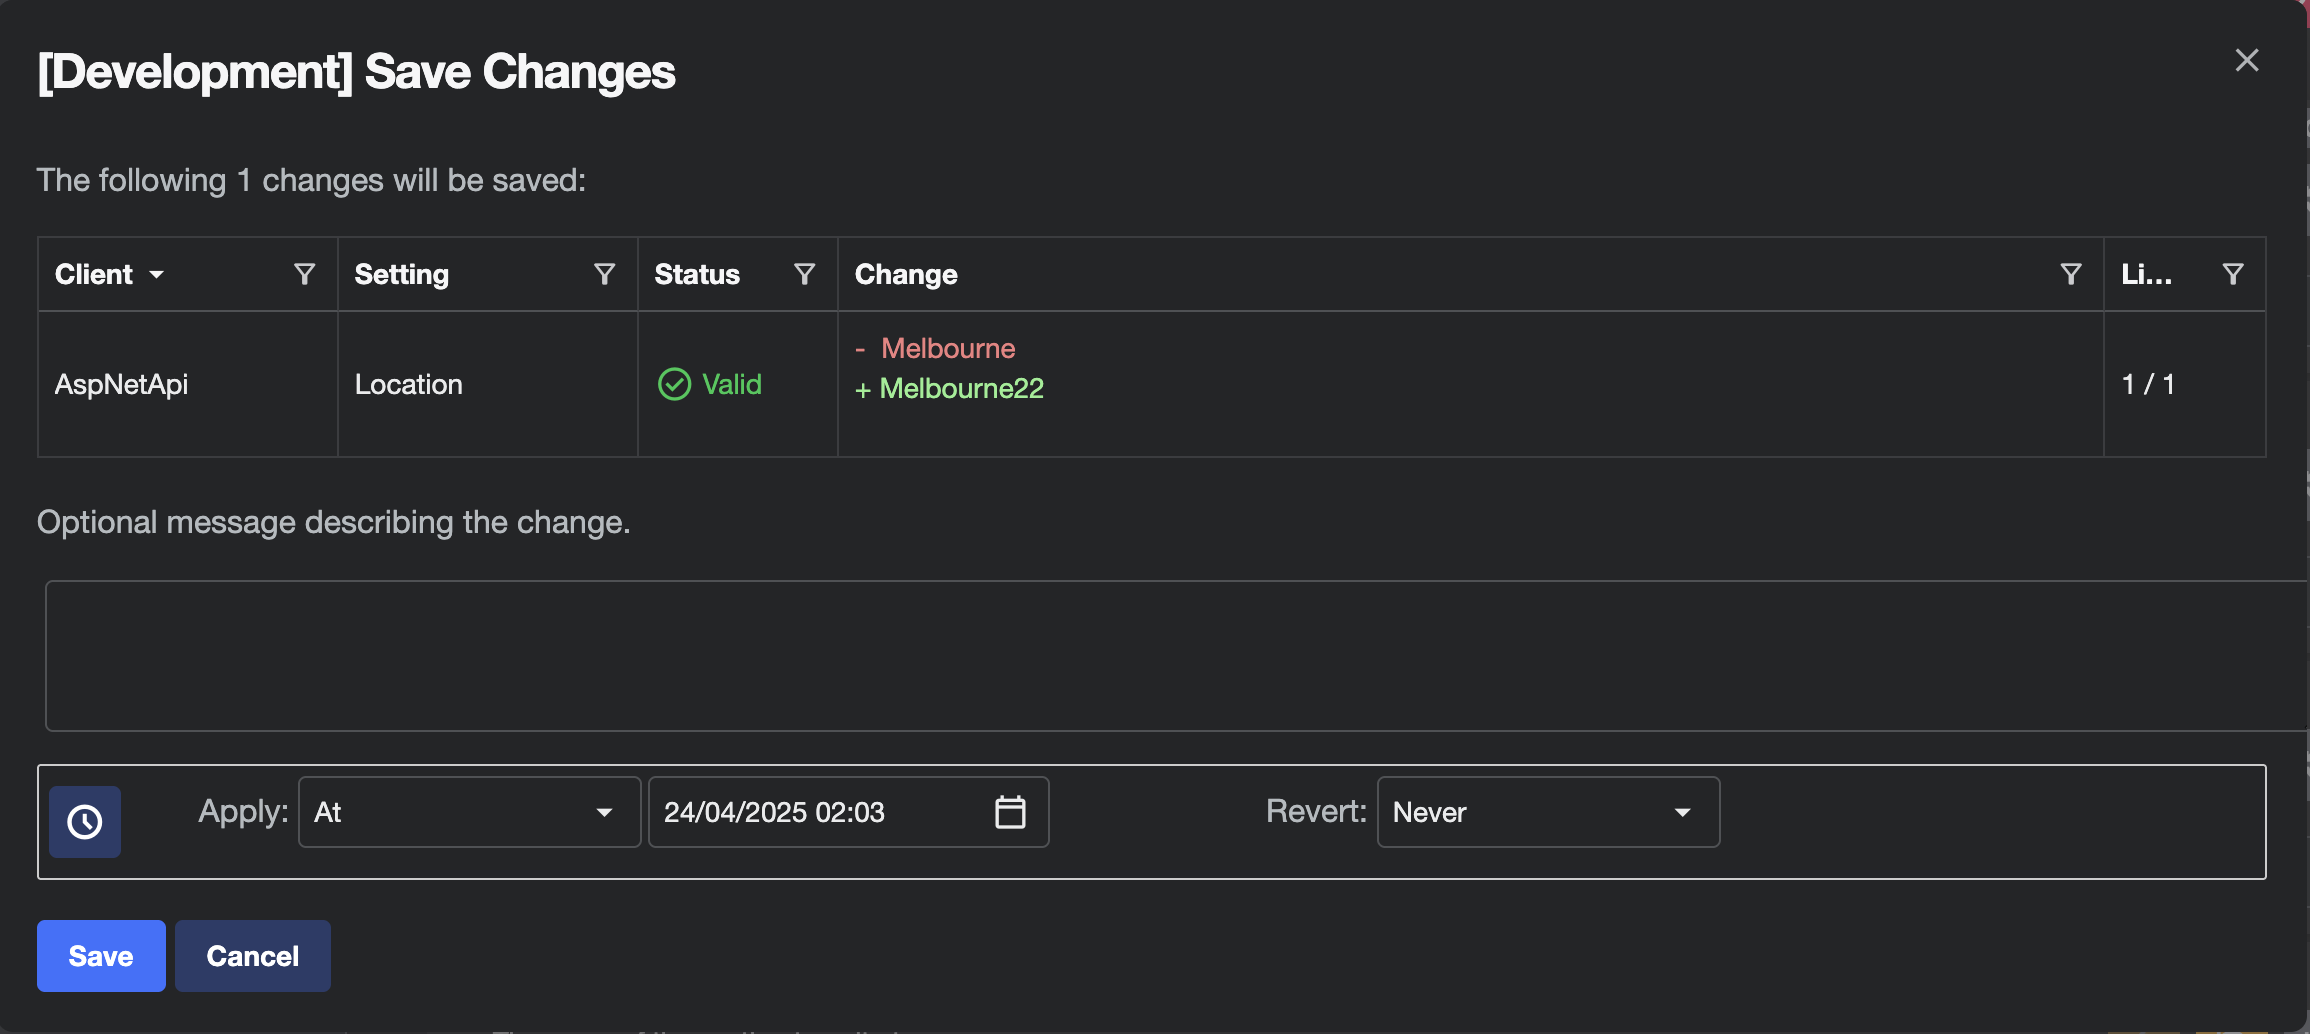 [Development] Save Changes
The following 1 changes will be saved:
Client Setting Status Change Li...
AspNetApi Location Valid - Melbourne 1 / 1
+ Melbourne22
Optional message describing the change.
Apply: At 24/04/2025 02:03 Revert: Never
Save Cancel